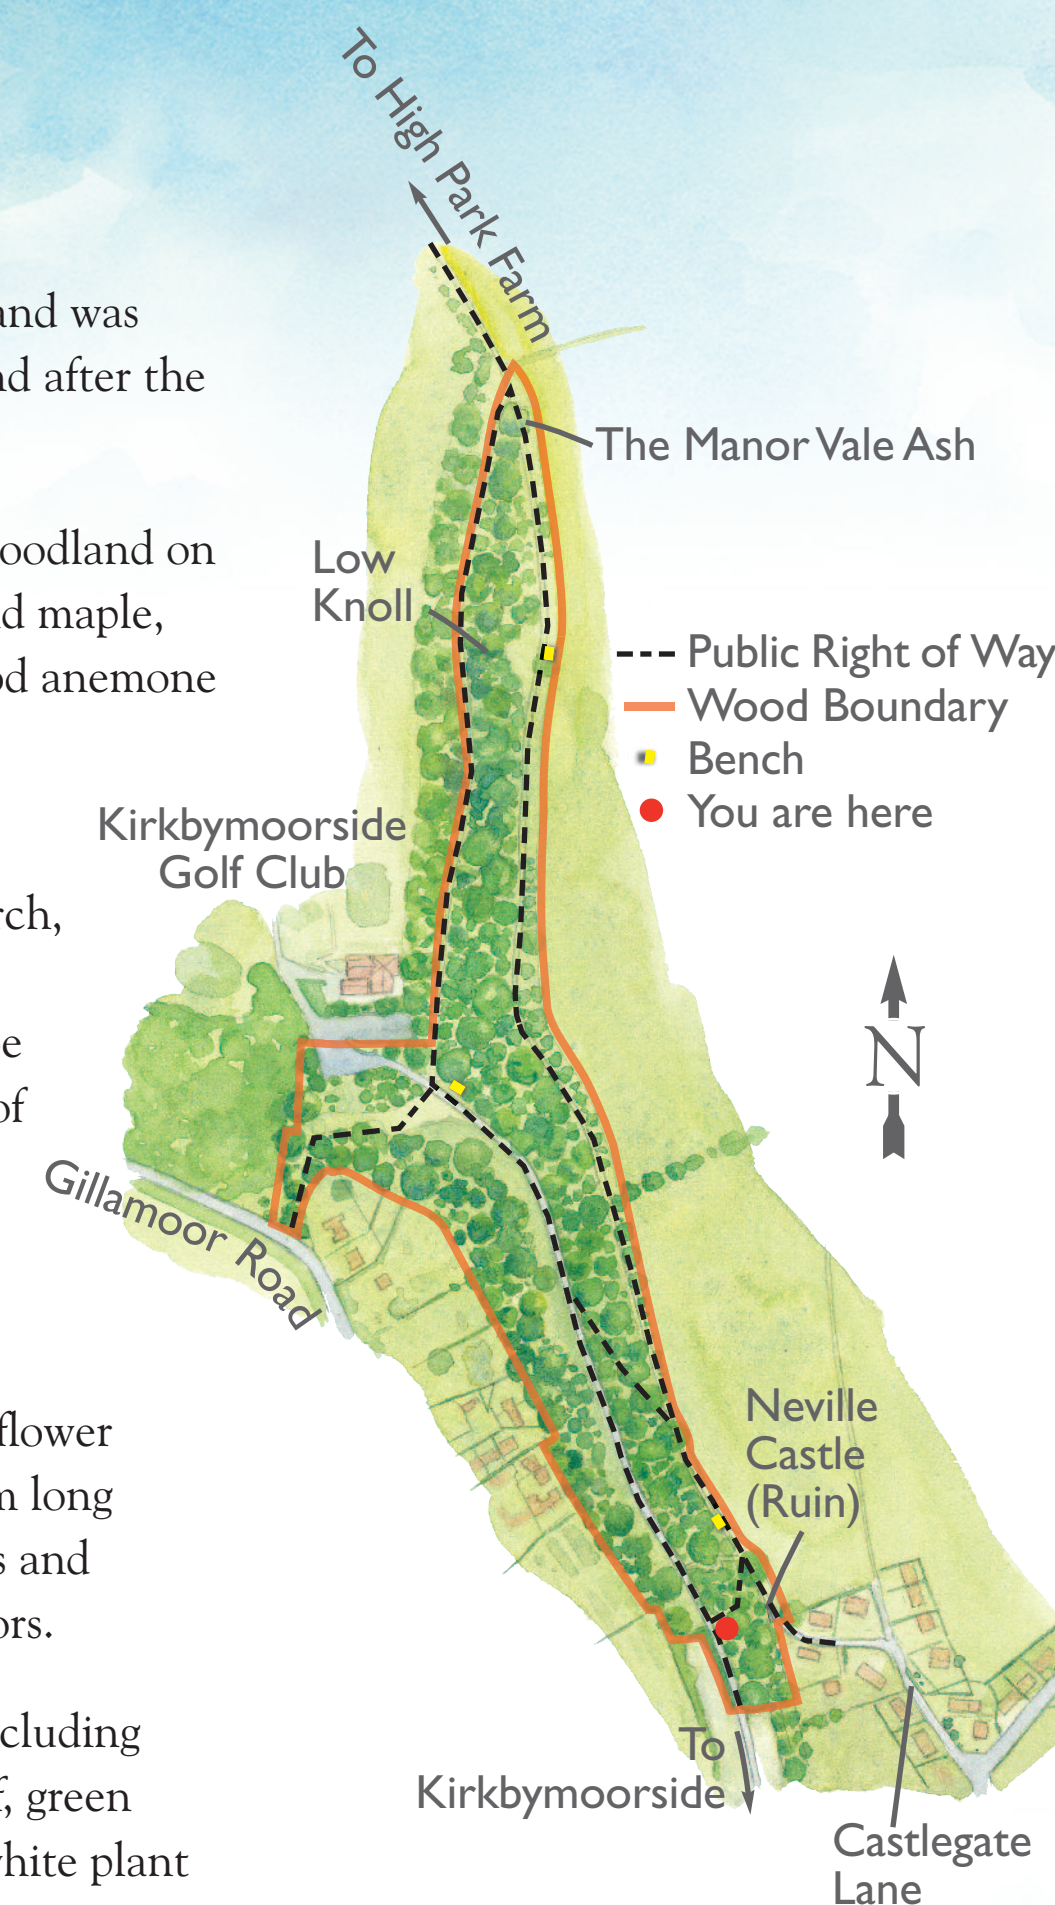 To High Park Farm
and was
nd after the
The Manor Vale Ash
oodland on
d maple,
od anemone
Low
Knoll
Public Right of Way
Wood Boundary
Bench
You are here
Kirkbymoorside
Golf Club
rch,
e
of
N
Gillamoor Road
flower
m long
s and
ors.
Neville
Castle
(Ruin)
cluding
f, green
white plant
To
Kirkbymoorside
Castlegate
Lane